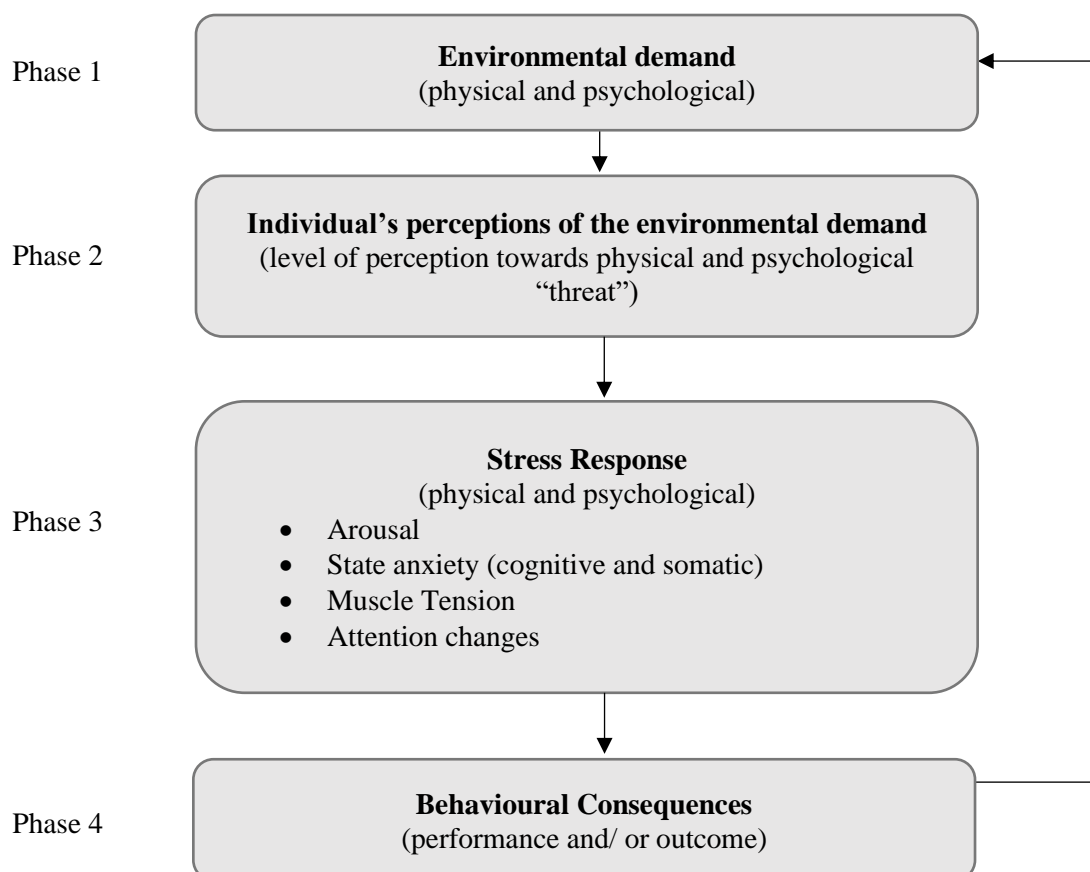 Phase 1
Environmental demand
(physical and psychological)
Phase 2
Individual’s perceptions of the environmental demand
(level of perception towards physical and psychological
“threat”)
Phase 3
Stress Response
(physical and psychological)
• Arousal
• State anxiety (cognitive and somatic)
• Muscle Tension
• Attention changes
Phase 4
Behavioural Consequences
(performance and/ or outcome)